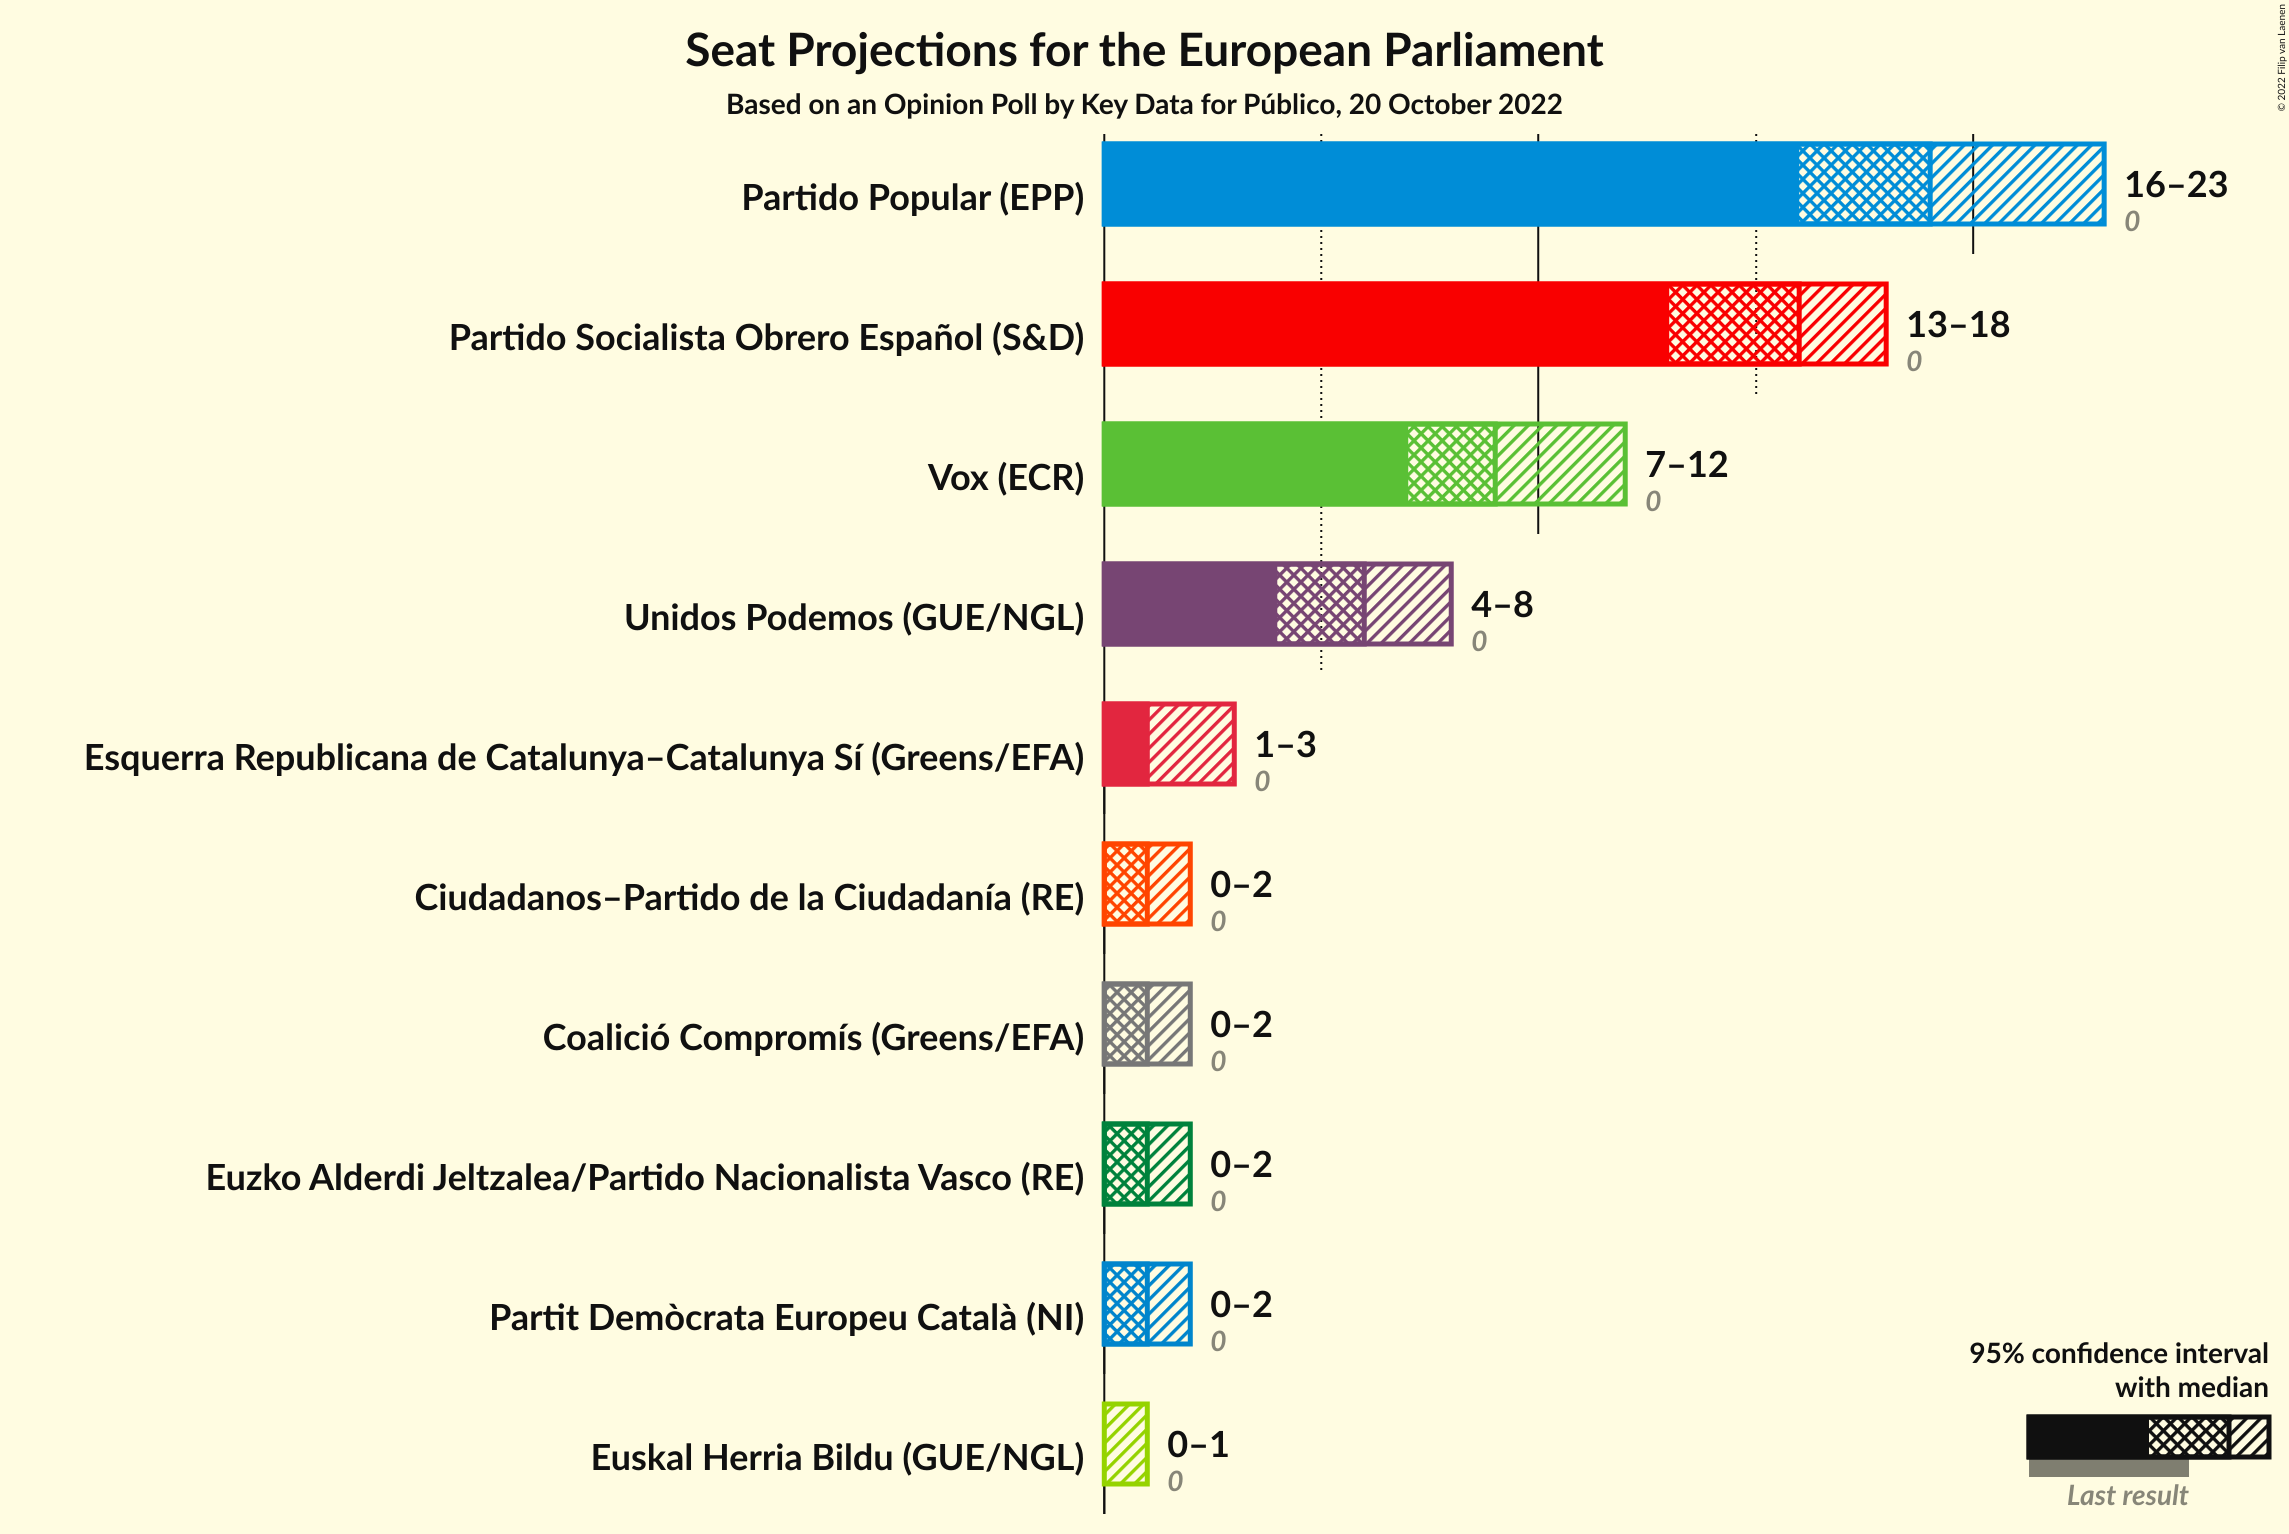 Seat Projections for the European Parliament
Based on an Opinion Poll by Key Data for Público, 20 October 2022
© 2022 Filip van Laenen
Partido Popular (EPP)
16–23
0
Partido Socialista Obrero Español (S&D)
13–18
0
Vox (ECR)
7–12
0
Unidos Podemos (GUE/NGL)
4–8
0
Esquerra Republicana de Catalunya–Catalunya Sí (Greens/EFA)
1–3
0
Ciudadanos–Partido de la Ciudadanía (RE)
0–2
0
Coalició Compromís (Greens/EFA)
0–2
0
Euzko Alderdi Jeltzalea/Partido Nacionalista Vasco (RE)
0–2
0
Partit Demòcrata Europeu Català (NI)
0–2
0
Euskal Herria Bildu (GUE/NGL)
0–1
0
95% confidence interval
with median
Last result